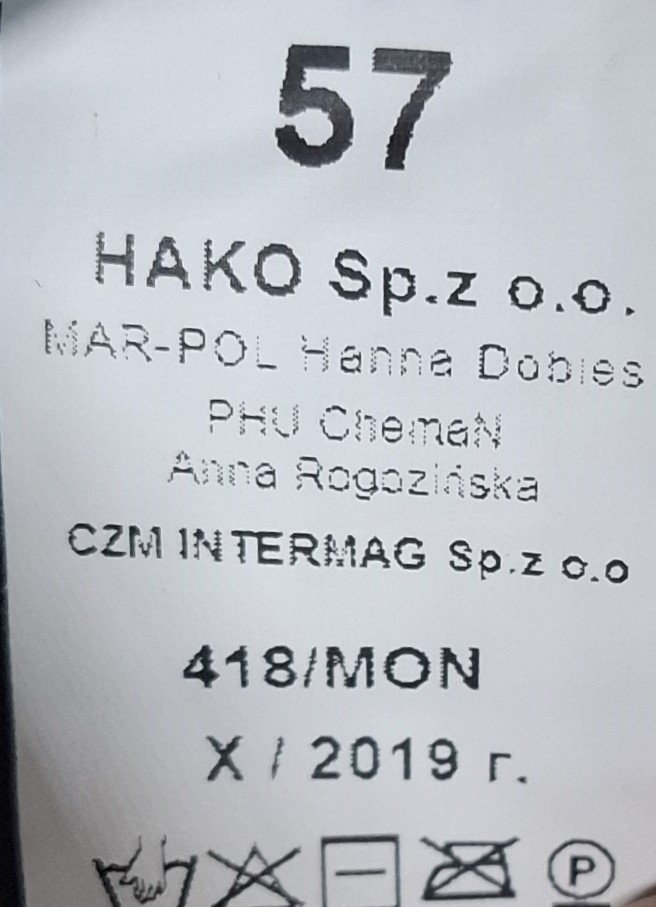 57
HAKO Sp.z o.o.
MAR-POL Hanna Dobies
PHU ChemaN
Anna Rogozińska
CZM INTERMAG Sp.z o.o
418/MON
X / 2019 r.
P